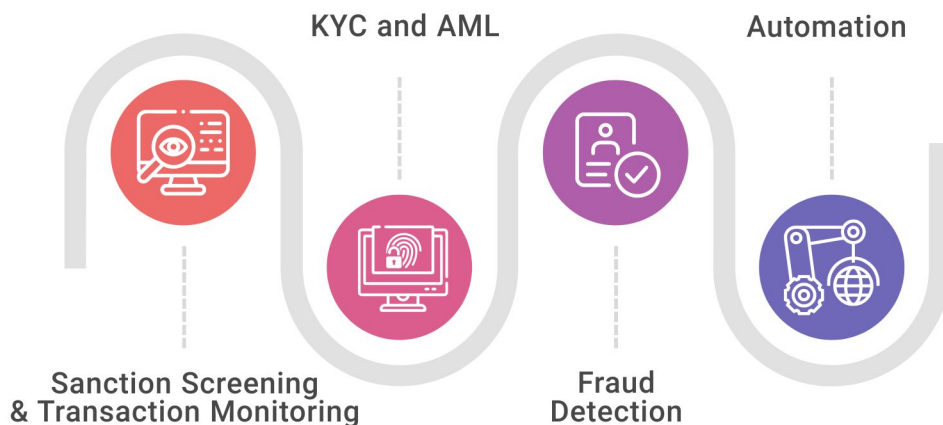 KYC and AML
Automation
Sanction Screening
& Transaction Monitoring
Fraud
Detection